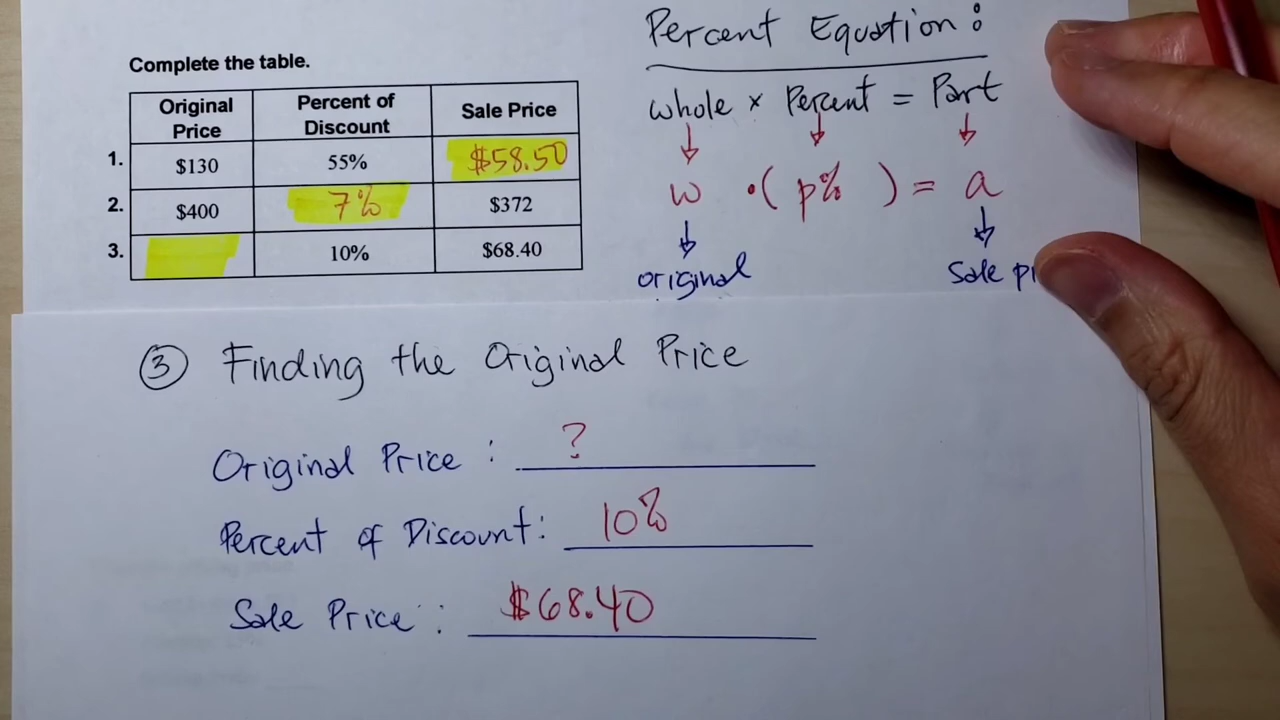 Percent Equation:
Complete the table.
Original Price | Percent of Discount | Sale Price
1. $130 | 55% | $58.50
2. $400 | 7% | $372
3. | 10% | $68.40
whole × Percent = Part
w •( p% ) = a
original
Sale
③ Finding the Original Price
Original Price : ?
Percent of Discount: 10%
Sale Price: $68.40